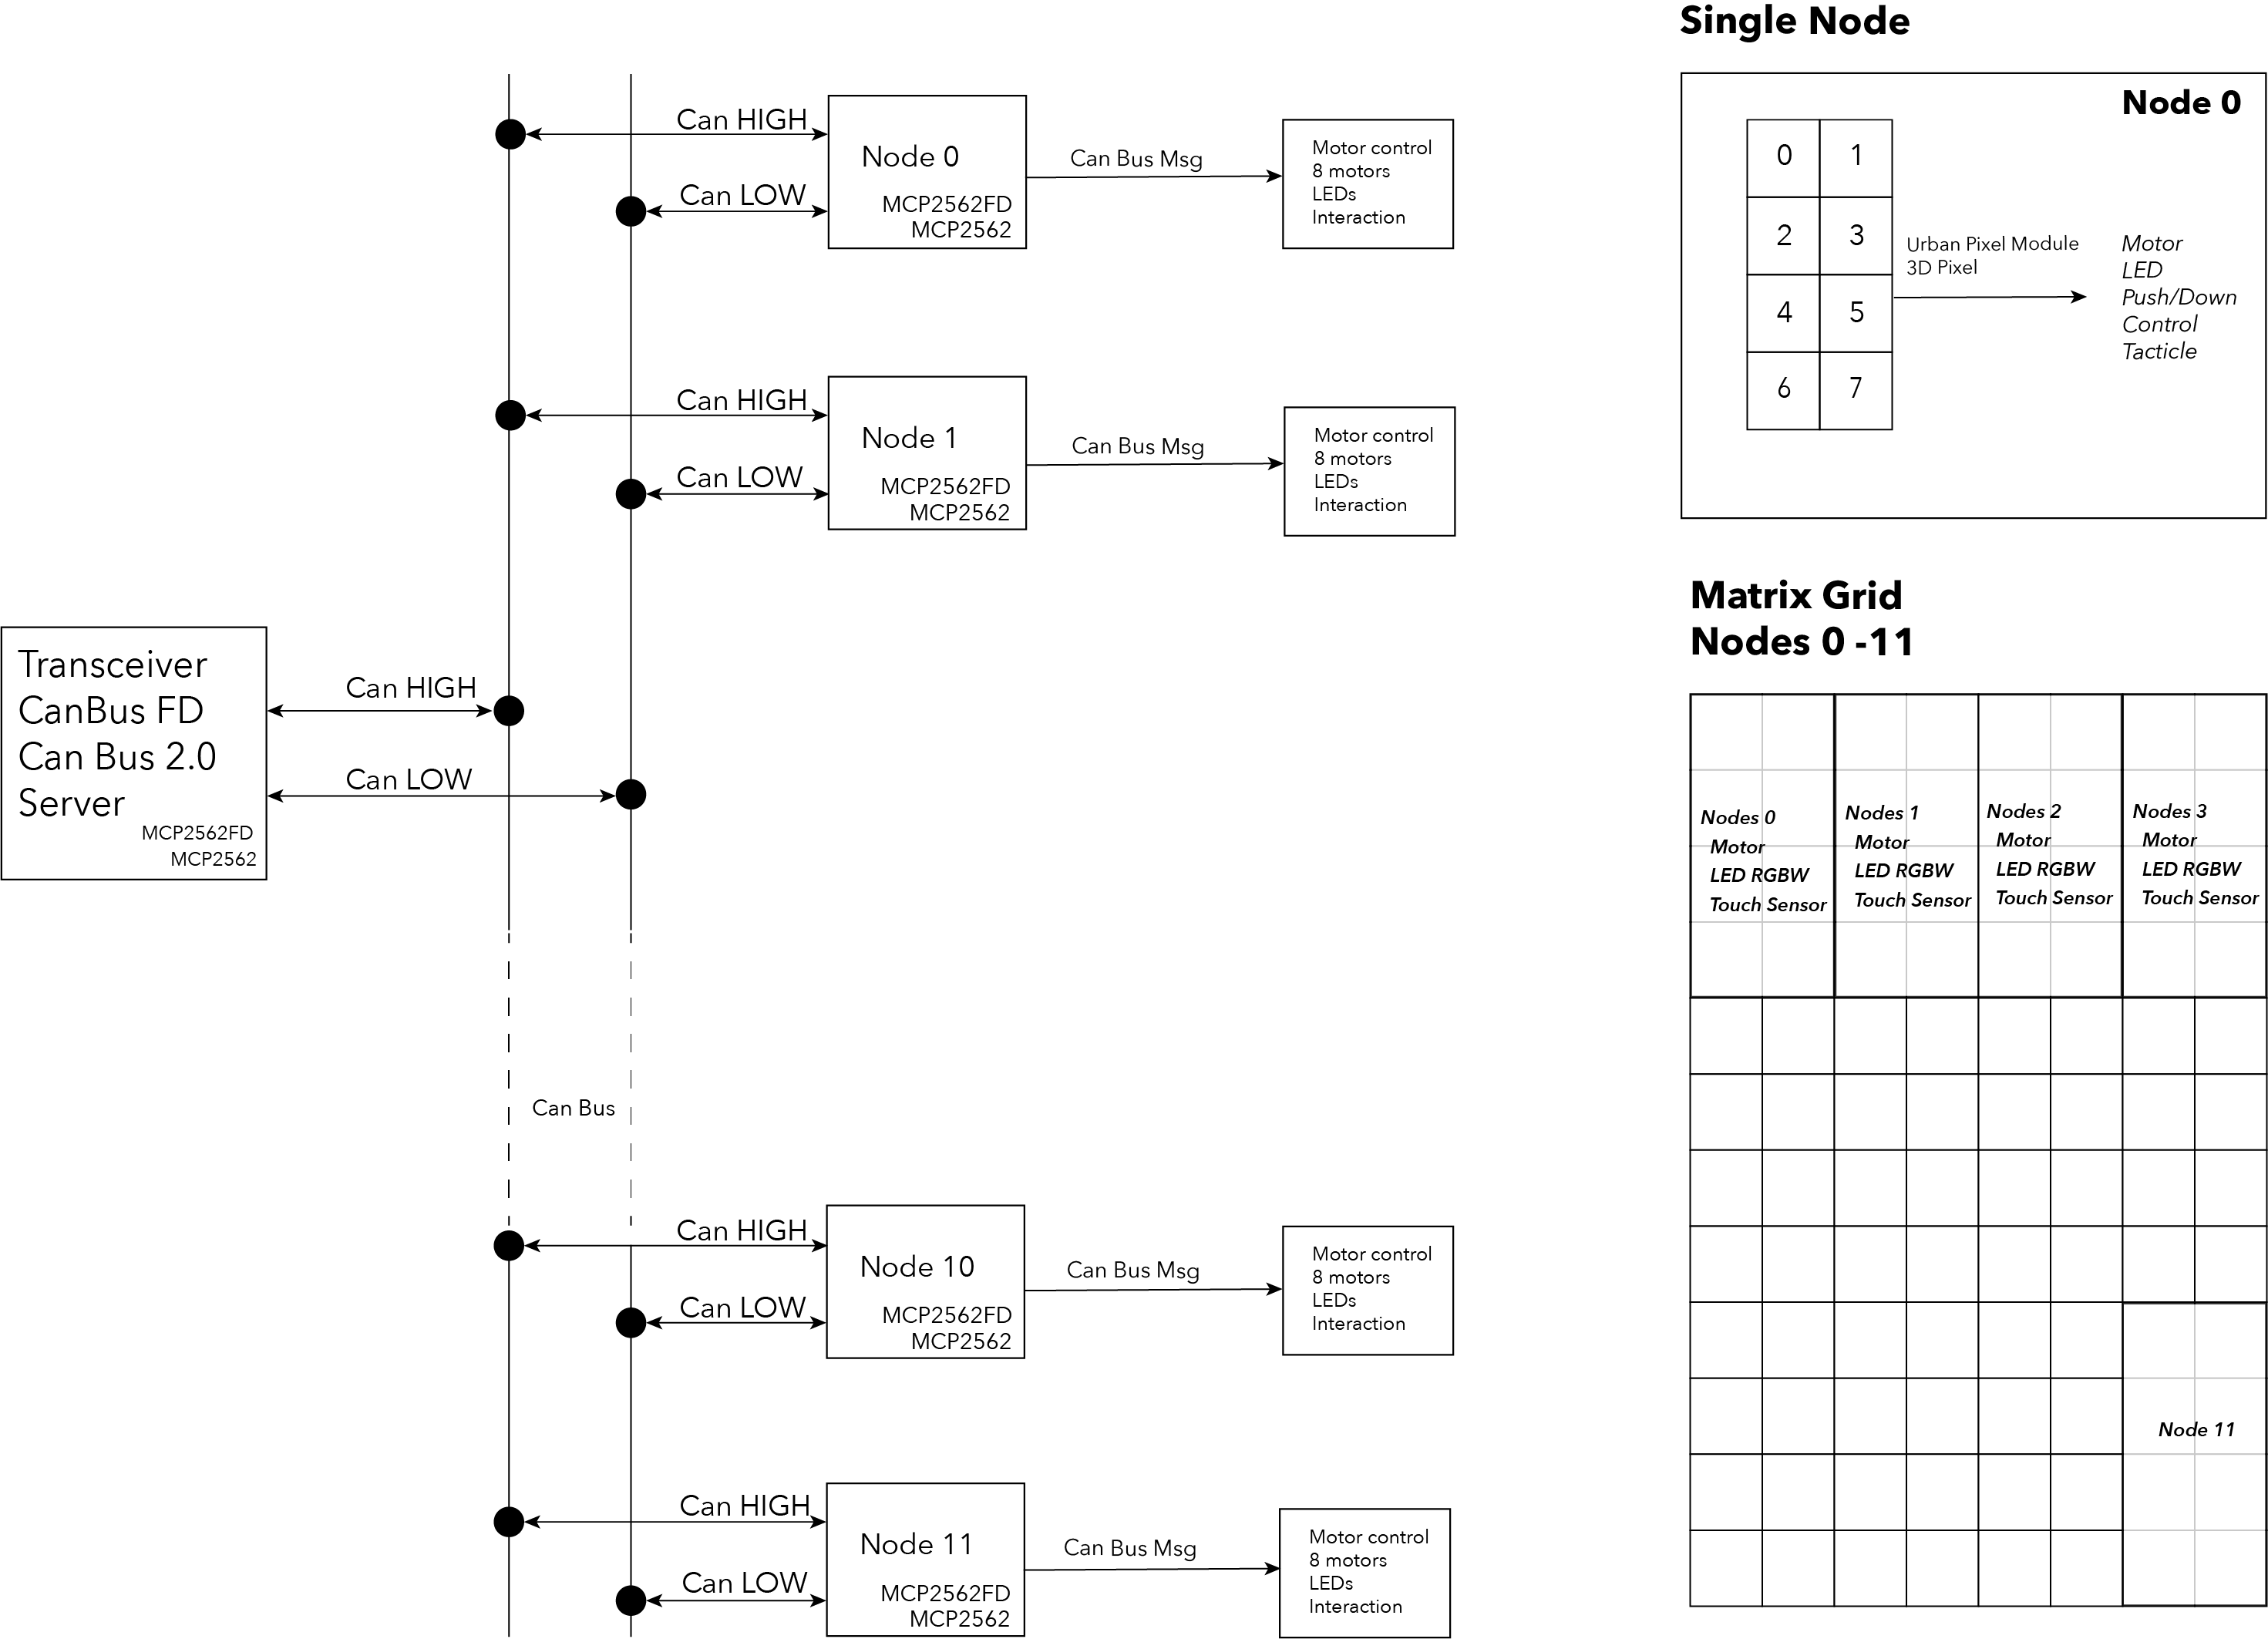 Can HIGH
Can LOW
Node 0
MCP2562FD
MCP2562
Can Bus Msg
Motor control
8 motors
LEDs
Interaction
Can HIGH
Can LOW
Node 1
MCP2562FD
MCP2562
Can Bus Msg
Motor control
8 motors
LEDs
Interaction
Transceiver
CanBus FD
Can Bus 2.0
Server
MCP2562FD
MCP2562
Can HIGH
Can LOW
Can Bus
Can HIGH
Can LOW
Node 10
MCP2562FD
MCP2562
Can Bus Msg
Motor control
8 motors
LEDs
Interaction
Can HIGH
Can LOW
Node 11
MCP2562FD
MCP2562
Can Bus Msg
Motor control
8 motors
LEDs
Interaction
Single Node
Node 0
0 1
2 3
4 5
6 7
Urban Pixel Module
3D Pixel
Motor
LED
Push/Down
Control
Tacticle
Matrix Grid
Nodes 0 -11
Nodes 0
Motor
LED RGBW
Touch Sensor
Nodes 1
Motor
LED RGBW
Touch Sensor
Nodes 2
Motor
LED RGBW
Touch Sensor
Nodes 3
Motor
LED RGBW
Touch Sensor
Node 11